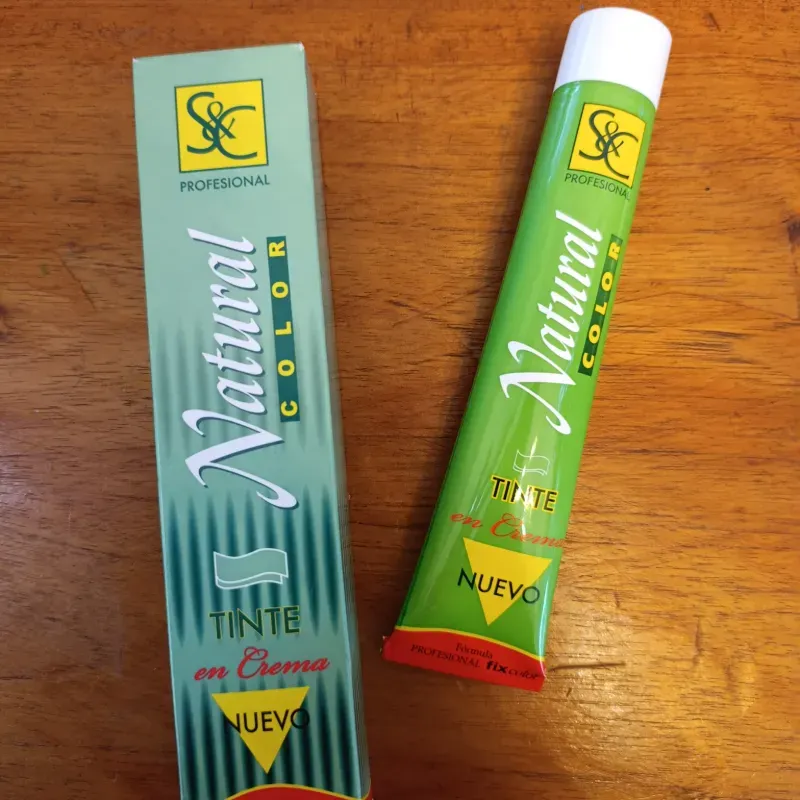 S&C
PROFESIONAL
Natural
COLOR
TINTE
en Crema
NUEVO
S&C
PROFESIONAL
Natural
COLOR
TINTE
en Crema
NUEVO
Fórmula
PROFESIONAL fix color